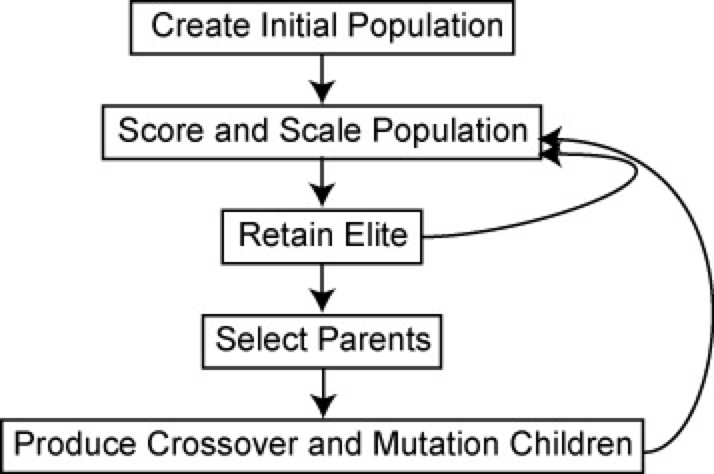 Create Initial Population
Score and Scale Population
Retain Elite
Select Parents
Produce Crossover and Mutation Children